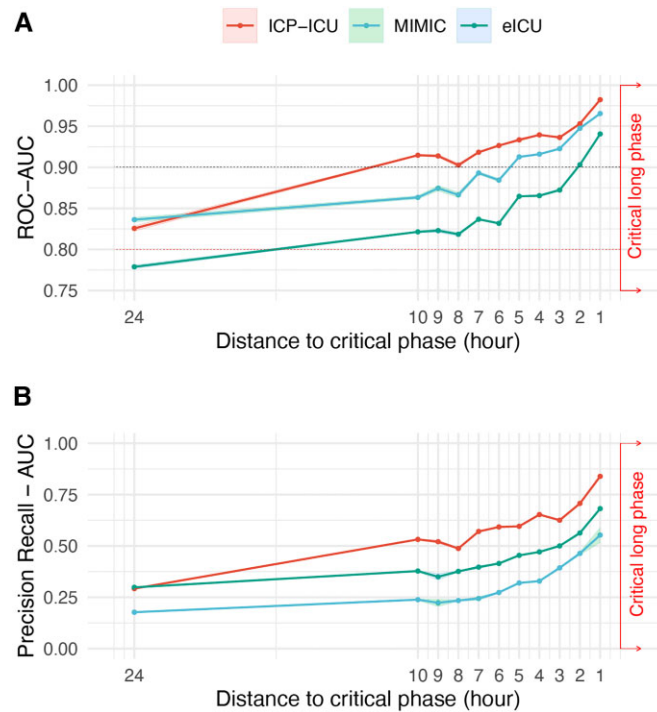 A
ICP-ICU MIMIC eICU
1.00
0.95
0.90
0.85
0.80
0.75
ROC-AUC
Critical long phase
24 10 9 8 7 6 5 4 3 2 1
Distance to critical phase (hour)
B
1.00
0.75
0.50
0.25
0.00
Precision Recall - AUC
Critical long phase
24 10 9 8 7 6 5 4 3 2 1
Distance to critical phase (hour)